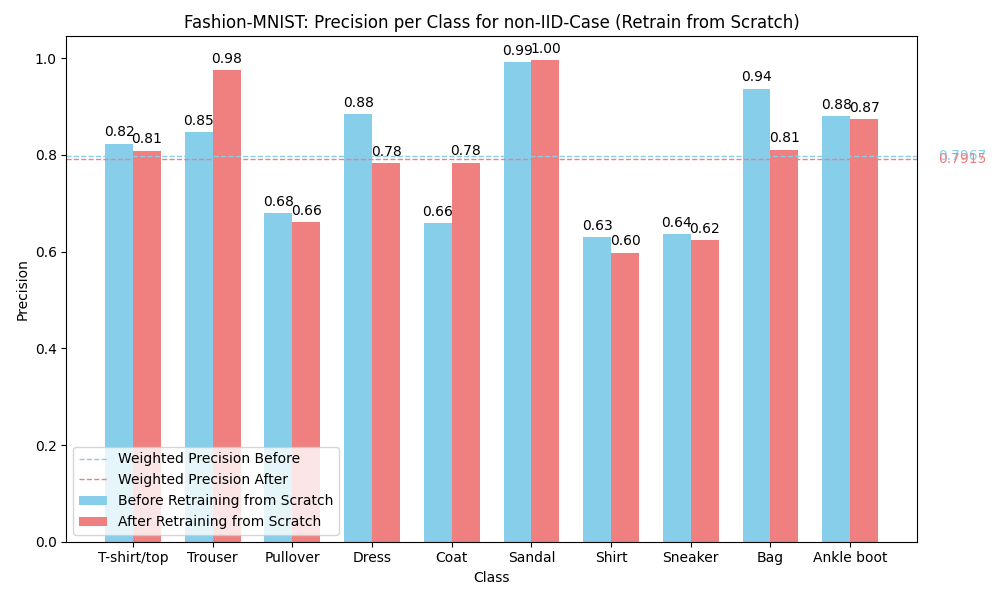 Fashion-MNIST: Precision per Class for non-IID-Case (Retrain from Scratch)
Precision
1.0
0.8
0.6
0.4
0.2
0.0
0.82
0.81
0.85
0.98
0.68
0.66
0.88
0.78
0.66
0.78
0.99
1.00
0.63
0.60
0.64
0.62
0.94
0.81
0.88
0.87
0.7967
0.7915
Weighted Precision Before
Weighted Precision After
Before Retraining from Scratch
After Retraining from Scratch
T-shirt/top
Trouser
Pullover
Dress
Coat
Sandal
Shirt
Sneaker
Bag
Ankle boot
Class